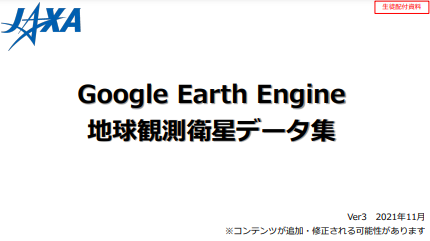 JAXA
生徒配付資料
Google Earth Engine
地球観測衛星データ集
Ver3　2021年11月
※コンテンツが追加・修正される可能性があります